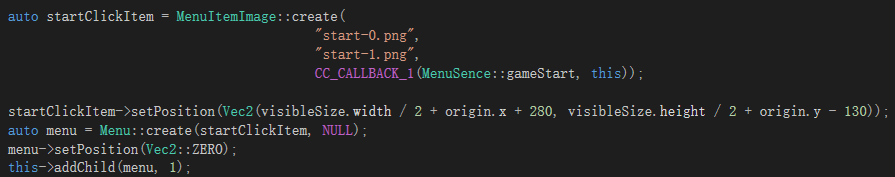 auto startClickItem = MenuItemImage::create(
"start-0.png",
"start-1.png",
CC_CALLBACK_1(MenuSence::gameStart, this));
startClickItem->setPosition(Vec2(visibleSize.width / 2 + origin.x + 280, visibleSize.height / 2 + origin.y - 130));
auto menu = Menu::create(startClickItem, NULL);
menu->setPosition(Vec2::ZERO);
this->addChild(menu, 1);